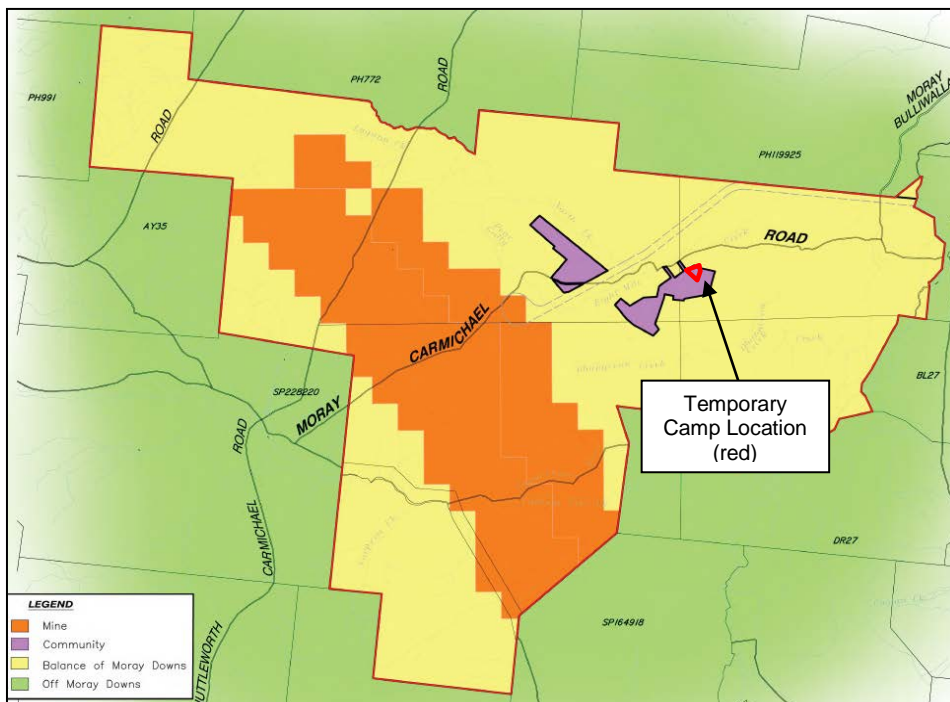 PH991
ROAD
PH772
ROAD
MORAY
BULLIWALLA
PH119925
AY35
ROAD
CARMICHAEL
MORAY
SP228220
ROAD
CARMICHAEL
SHUTTLEWORTH
BL27
Temporary
Camp Location
(red)
DR27
SP164918
LEGEND
Mine
Community
Balance of Moray Downs
Off Moray Downs